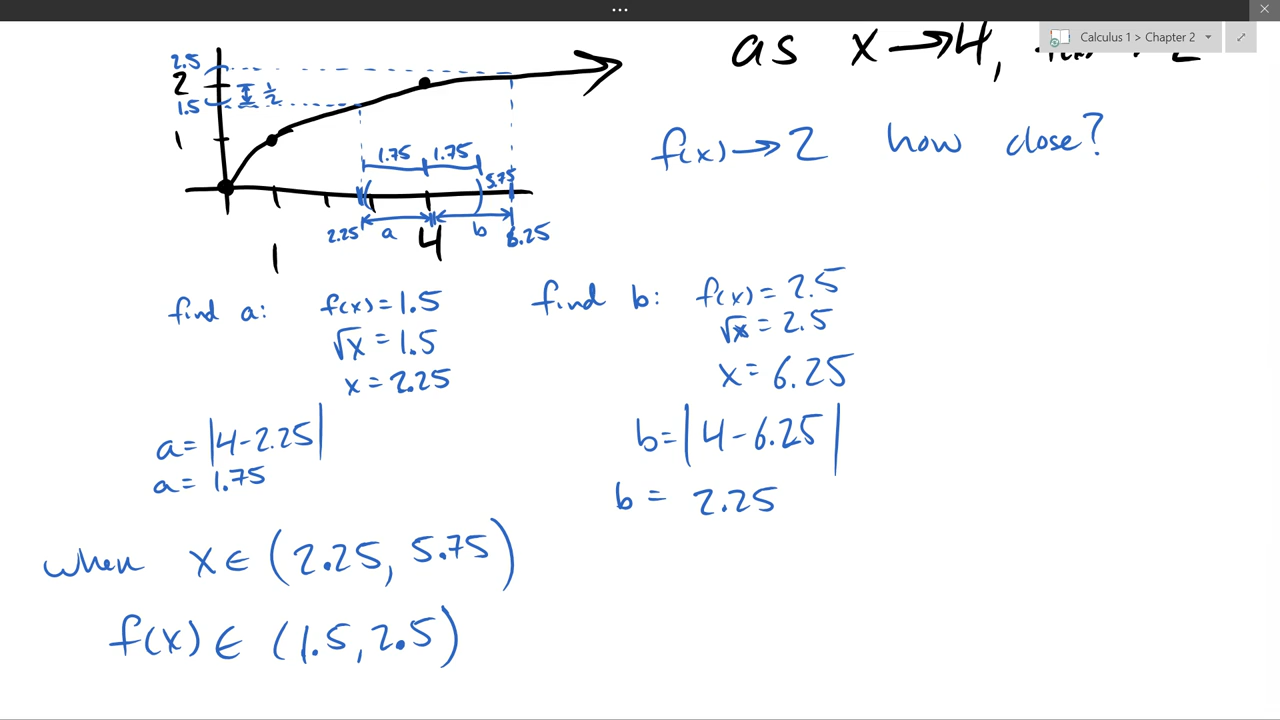 ...
Calculus 1 > Chapter 2
as x→4,
2.5
2
1.5
1/2
1
f(x)→2 how close?
1.75 1.75
5.75
2.25 a 4 b 6.25
1
find a: f(x)=1.5
√x = 1.5
x = 2.25
find b: f(x) = 2.5
√x = 2.5
x = 6.25
a = |4-2.25|
a = 1.75
b = |4-6.25|
b = 2.25
when x∈(2.25, 5.75)
f(x) ∈ (1.5, 2.5)